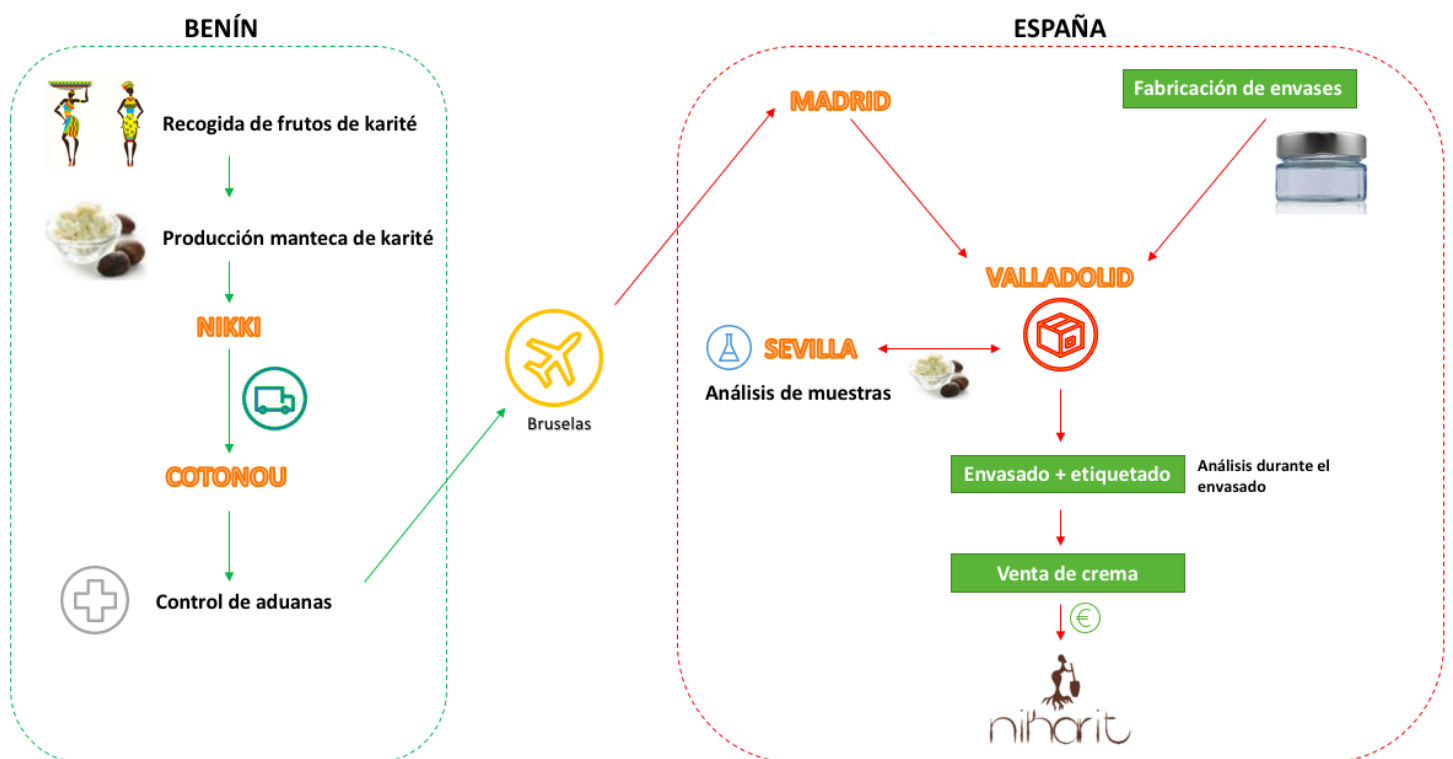 BENÍN
Recogida de frutos de karité
Producción manteca de karité
NIKKI
COTONOU
Control de aduanas
Bruselas
ESPAÑA
MADRID
Fabricación de envases
VALLADOLID
SEVILLA
Análisis de muestras
Envasado + etiquetado
Análisis durante el
envasado
Venta de crema
€
niharit